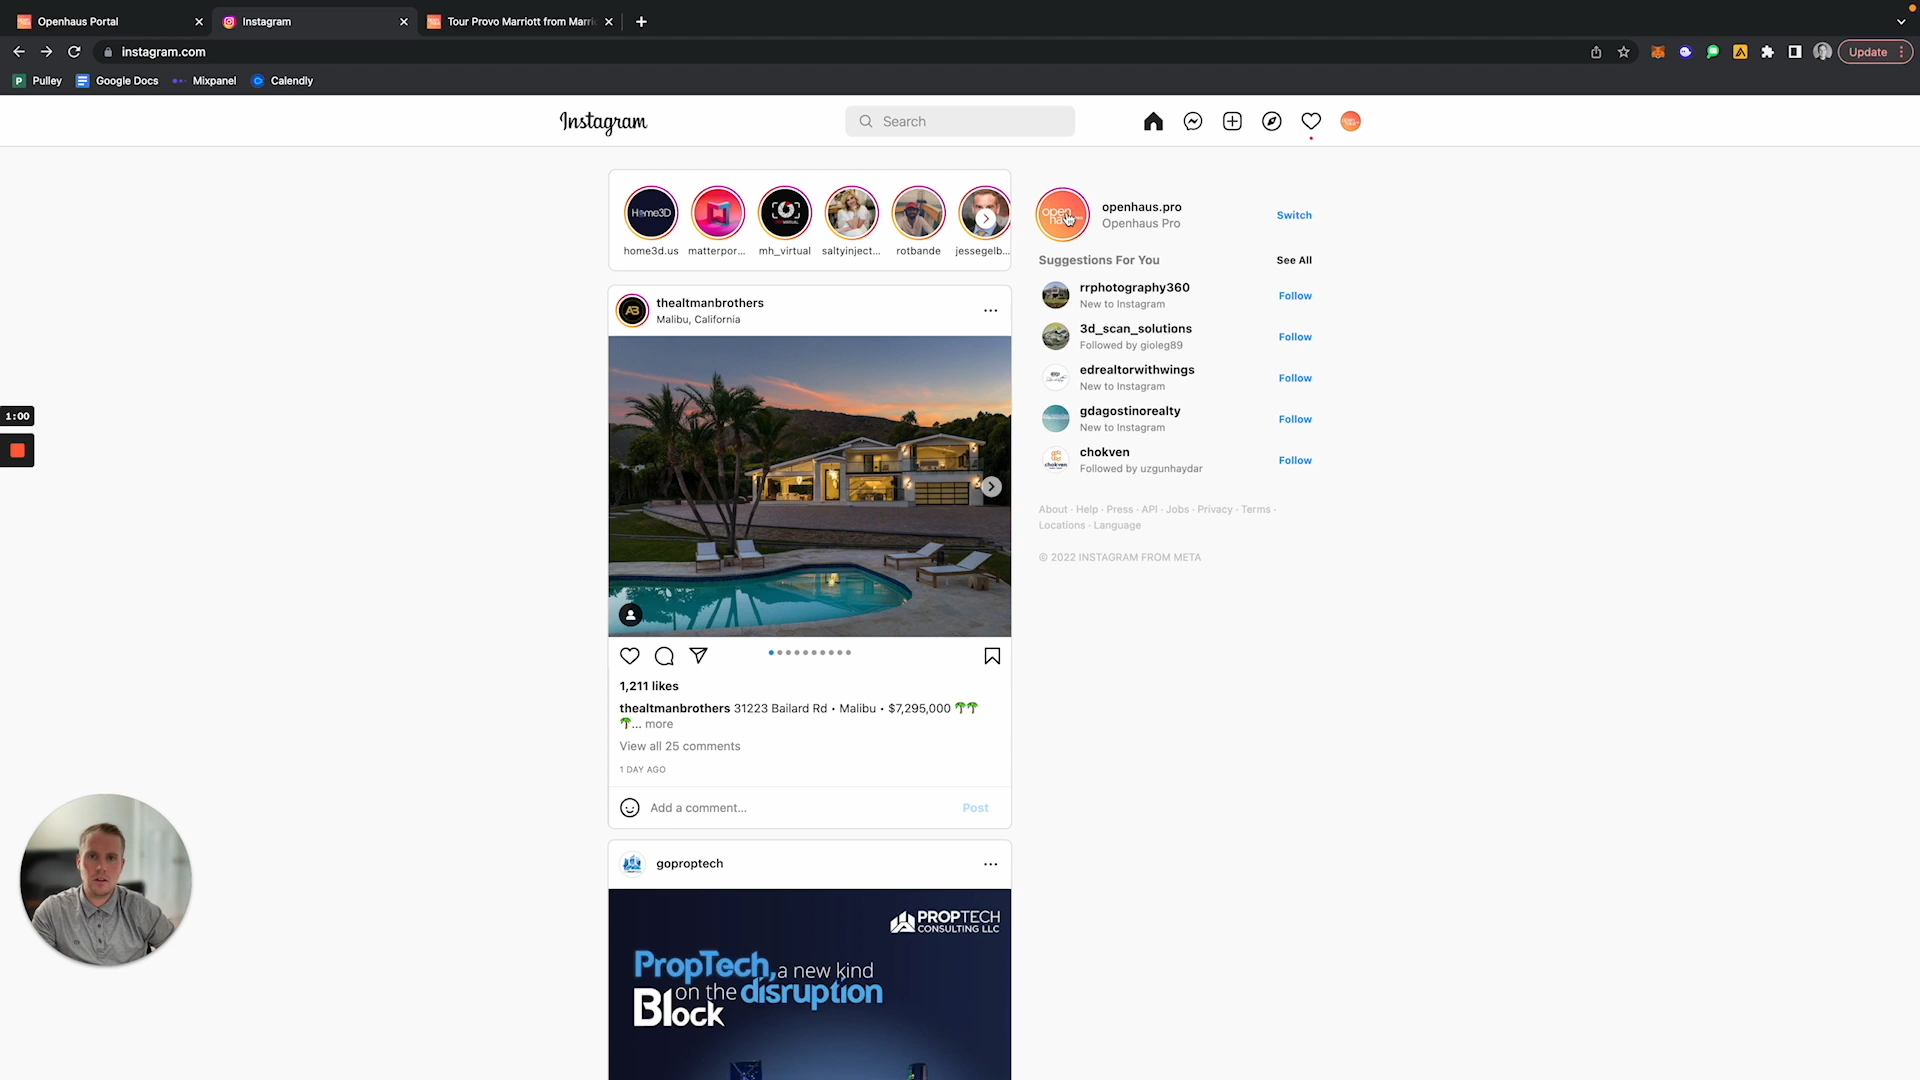 Openhaus Portal
Instagram
Tour Provo Marriott from Marri
instagram.com
Update
Pulley
Google Docs
Mixpanel
Calendly
Instagram
Search
Home3D
home3d.us
matterpor...
mh_virtual
saltyinject...
rotbande
jessegelb...
openhaus.pro
Openhaus Pro
Switch
Suggestions For You
See All
rrphotography360
New to Instagram
Follow
3d_scan_solutions
Followed by gioleg89
Follow
edrealtorwithwings
New to Instagram
Follow
gdagostinorealty
New to Instagram
Follow
chokven
Followed by uzgunhaydar
Follow
About · Help · Press · API · Jobs · Privacy · Terms ·
Locations · Language
© 2022 INSTAGRAM FROM META
AB
thealtmanbrothers
Malibu, California
1:00
1,211 likes
thealtmanbrothers 31223 Bailard Rd • Malibu • $7,295,000 🌴🌴
🌴... more
View all 25 comments
1 DAY AGO
Add a comment...
Post
goproptech
PROPTECH
CONSULTING LLC
PropTech, a new kind
Block on the disruption